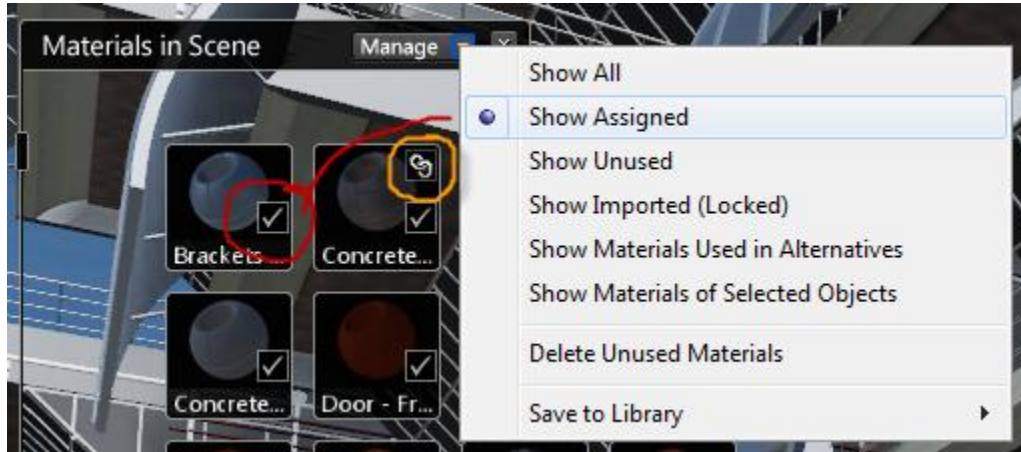 Materials in Scene
Manage
Show All
Show Assigned
Show Unused
Show Imported (Locked)
Show Materials Used in Alternatives
Show Materials of Selected Objects
Delete Unused Materials
Save to Library
Brackets ...
Concrete...
Concrete...
Door - Fr...